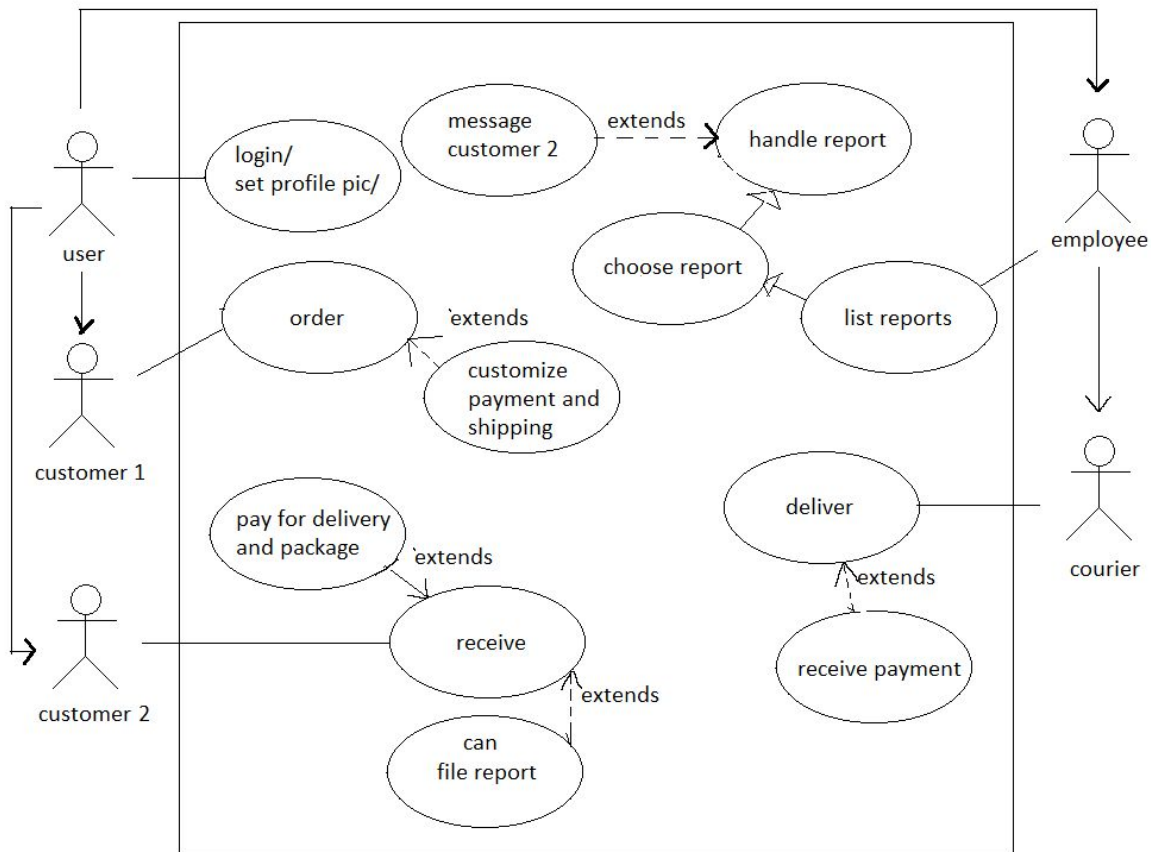 message
customer 2
extends
handle report
login/
set profile pic/
user
choose report
employee
order
extends
list reports
customize
payment and
shipping
customer 1
pay for delivery
and package
extends
deliver
extends
courier
receive
receive payment
extends
customer 2
can
file report